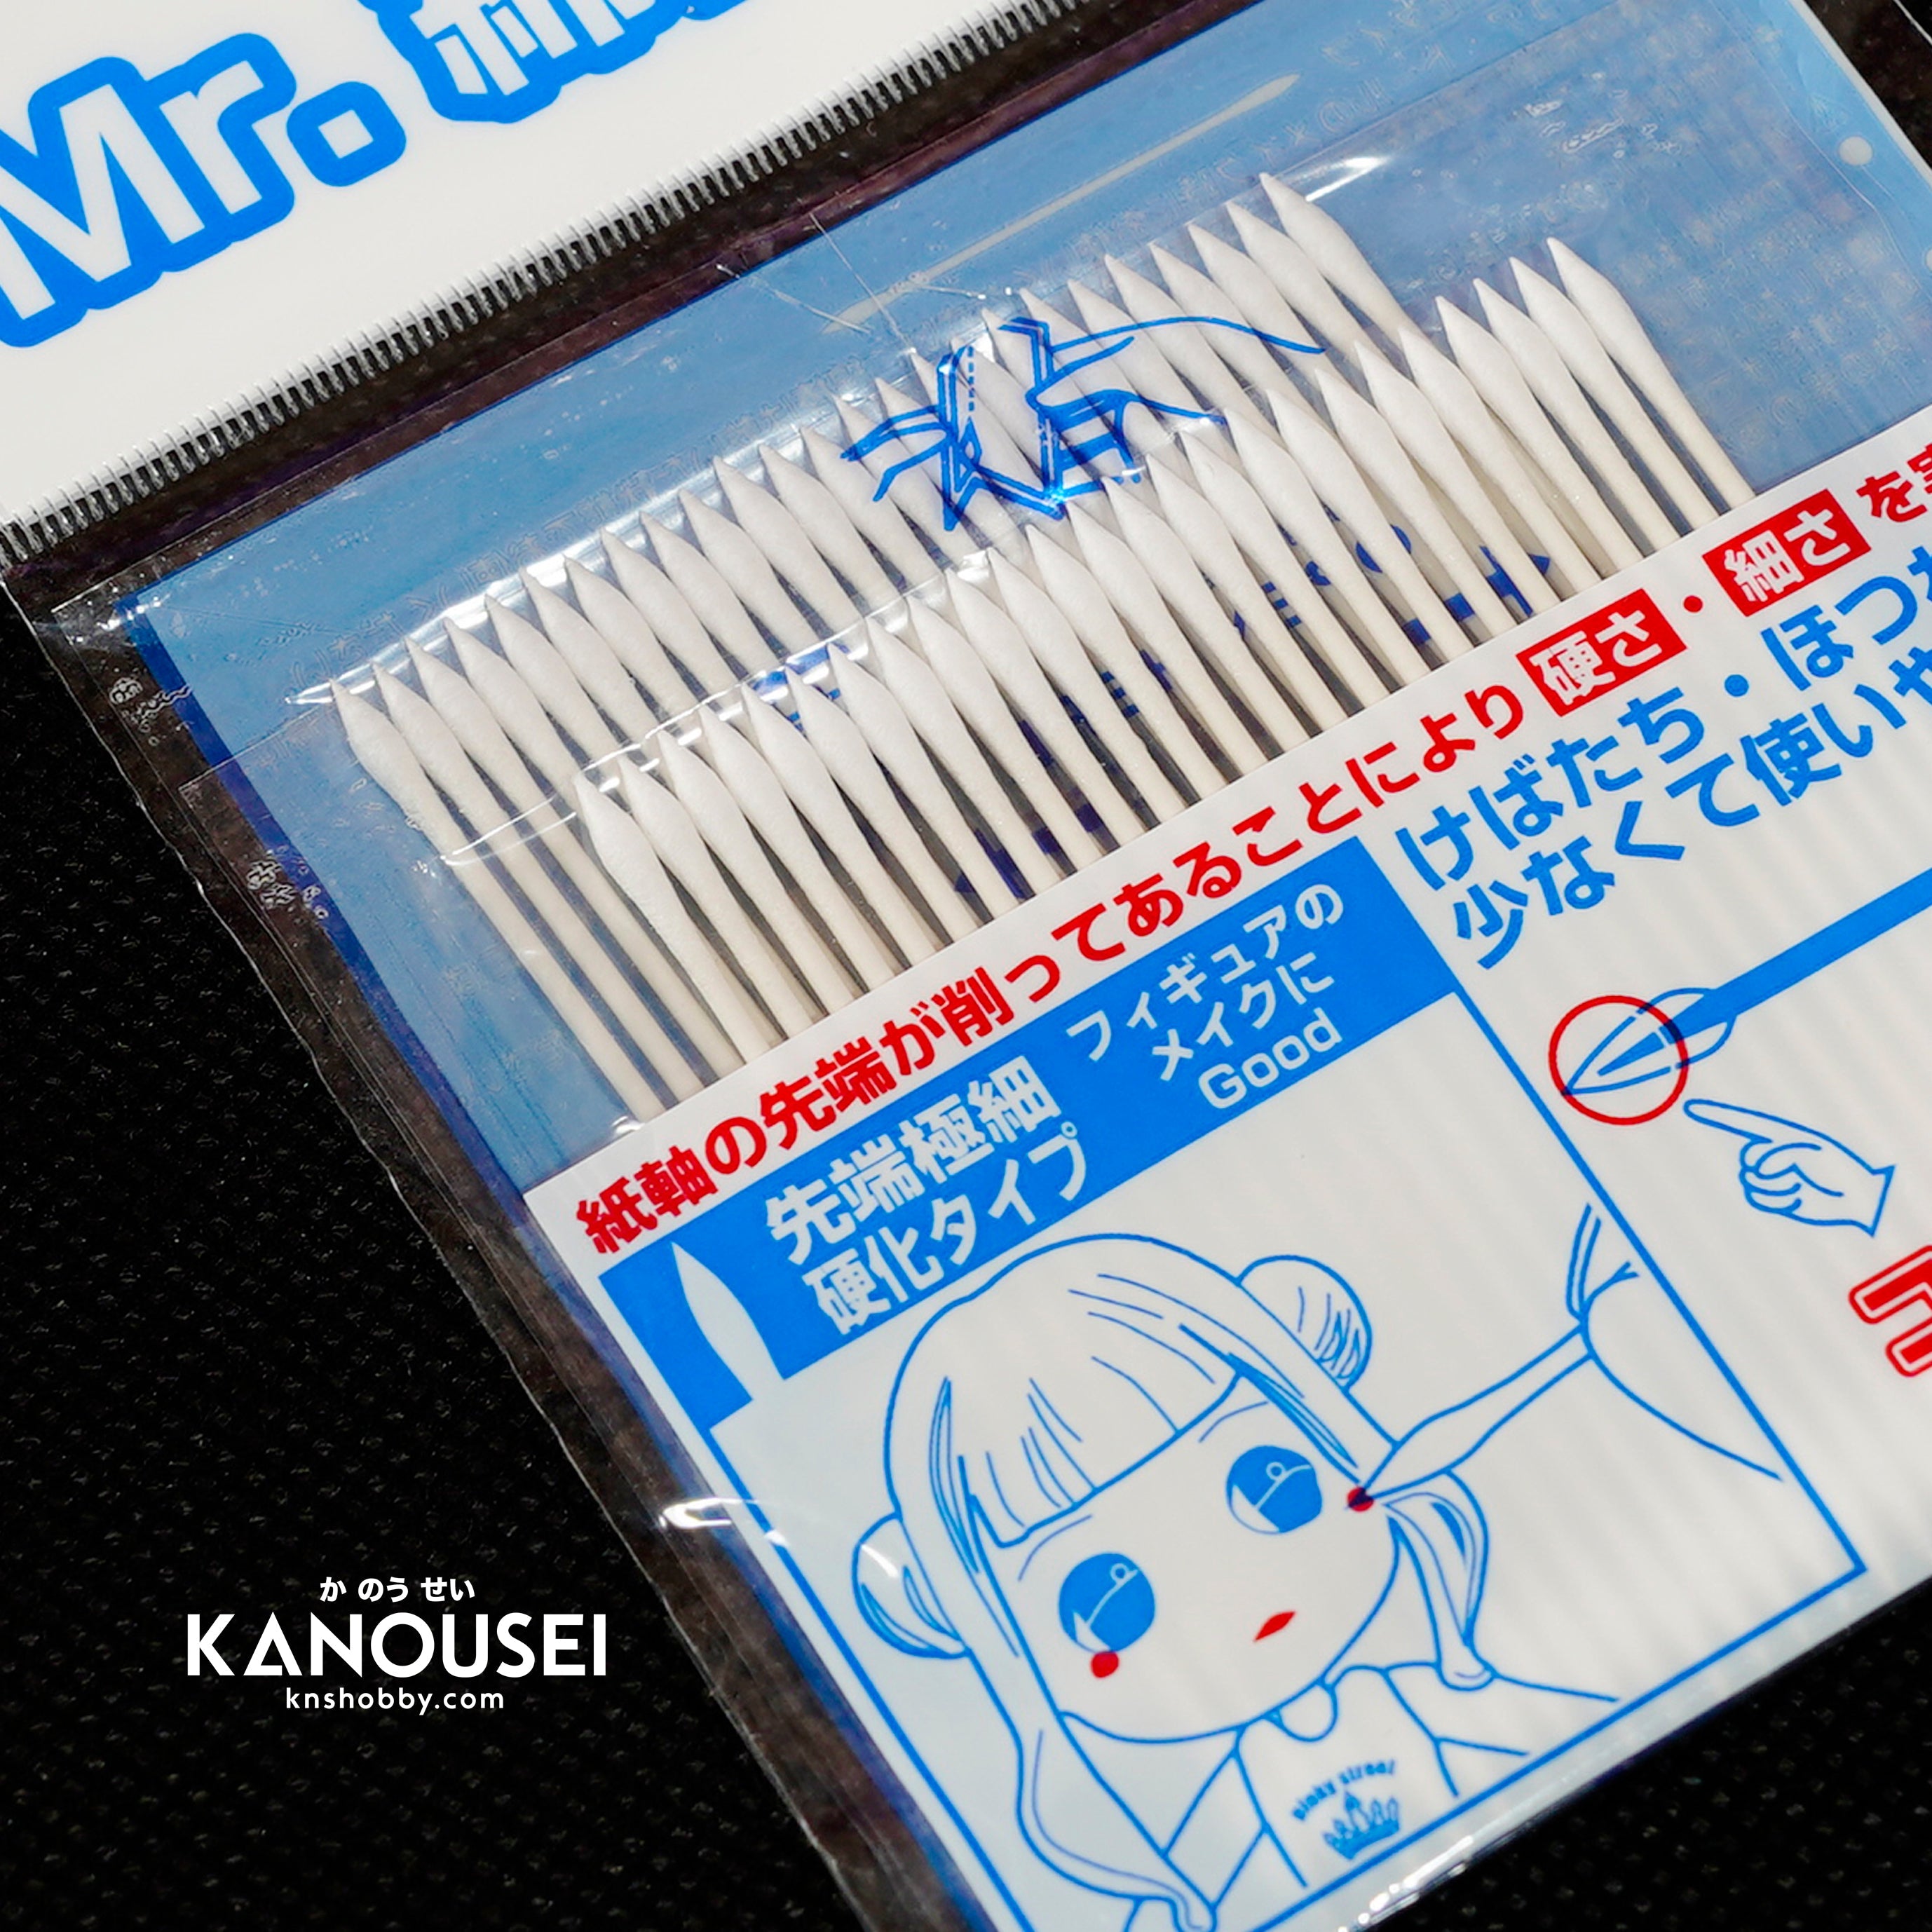 Mr.
紙軸の先端が削ってあることにより硬さ・細さを
けばたち・ほつ
少なくて使いや
先端極細
硬化タイプ
フィギュアの
メイクに
Good
か のう せい
KANOUSEI
knshobby.com